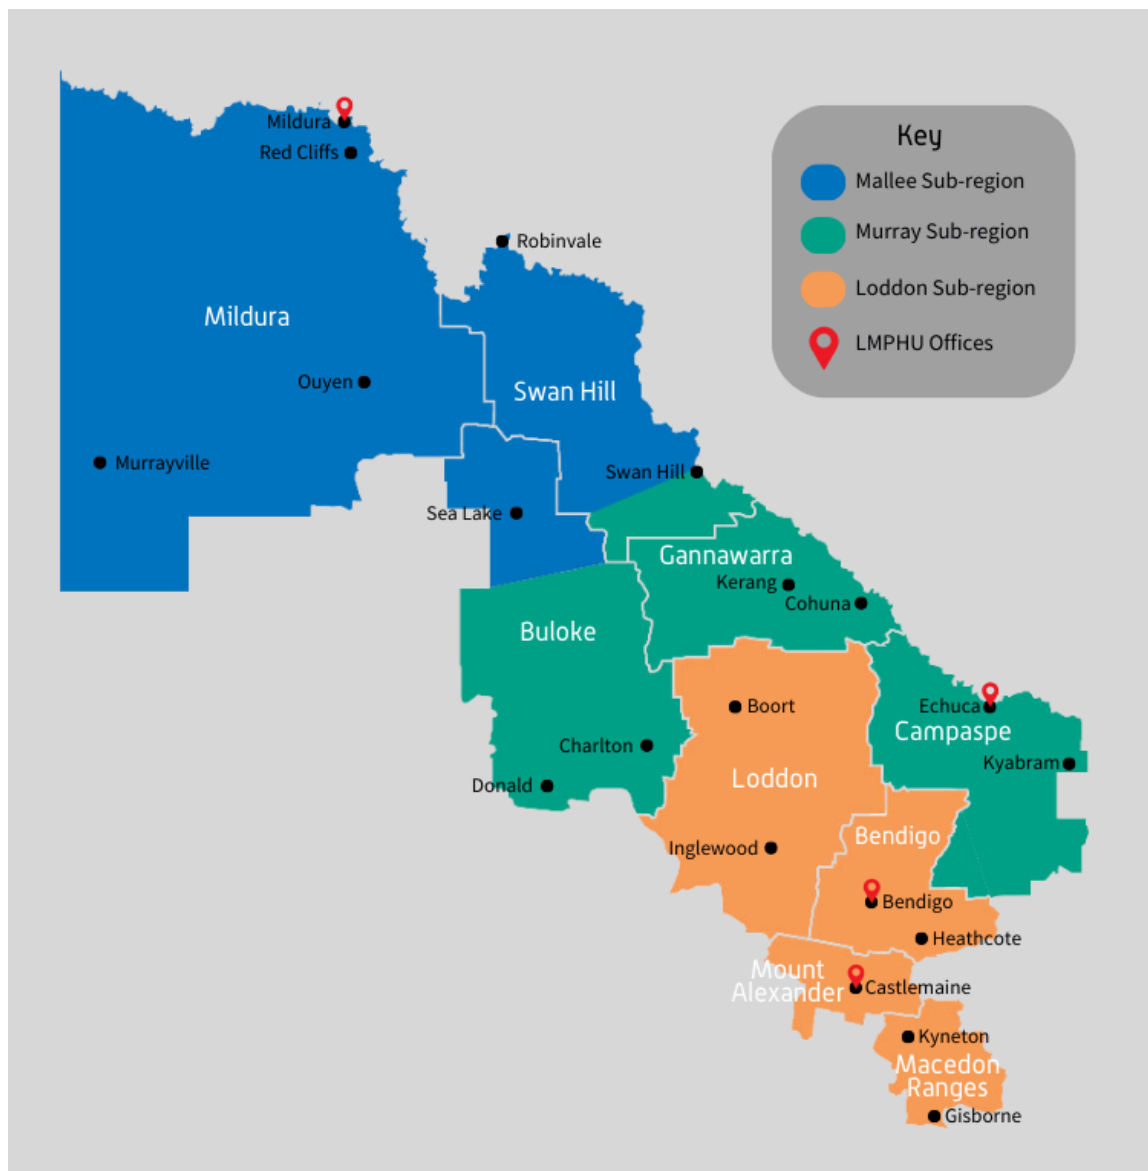 Key
Mallee Sub-region
Murray Sub-region
Loddon Sub-region
LMPHU Offices
Mildura
Red Cliffs
Robinvale
Mildura
Ouyen
Swan Hill
Murrayville
Swan Hill
Sea Lake
Gannawarra
Kerang
Cohuna
Buloke
Boort
Echuca
Campaspe
Charlton
Kyabram
Donald
Loddon
Bendigo
Inglewood
Bendigo
Heathcote
Mount
Alexander
Castlemaine
Kyneton
Macedon
Ranges
Gisborne